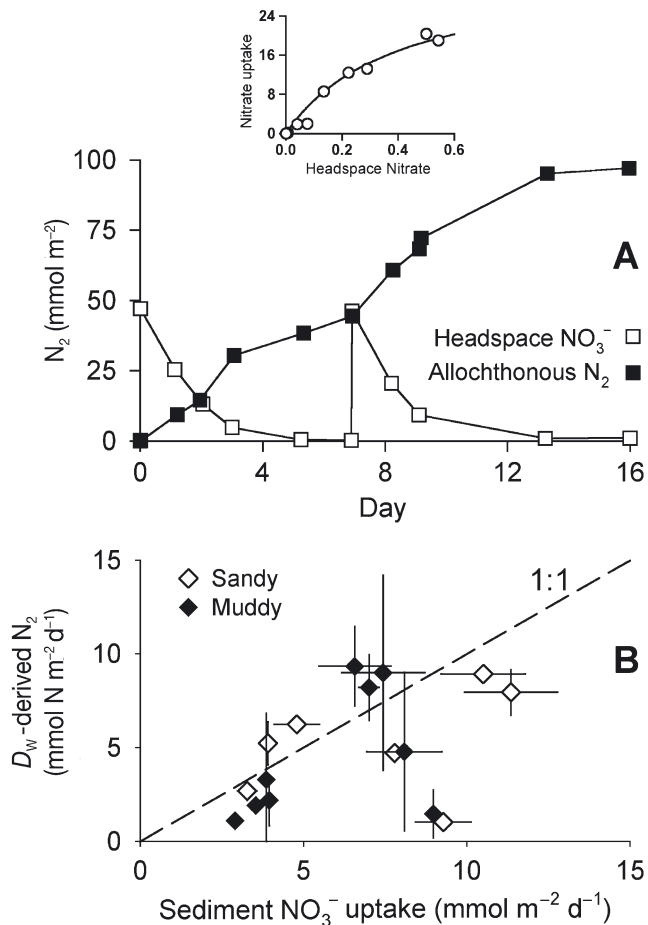 24
16
8
0
Nitrate uptake
0.0 0.2 0.4 0.6
Headspace Nitrate
100
75
50
25
0
N₂ (mmol m⁻²)
A
Headspace NO₃⁻
Allochthonous N₂
0 4 8 12 16
Day
15
10
5
0
D_W-derived N₂
(mmol N m⁻² d⁻¹)
Sandy
Muddy
1:1
B
0 5 10 15
Sediment NO₃⁻ uptake (mmol m⁻² d⁻¹)